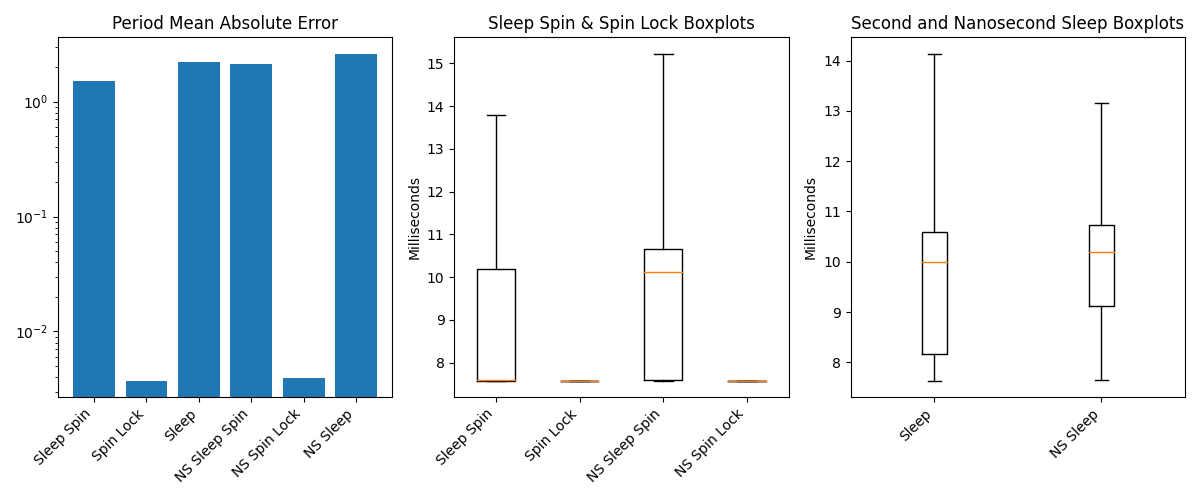 Period Mean Absolute Error
10⁰
10⁻¹
10⁻²
Sleep Spin
Spin Lock
Sleep
NS Sleep Spin
NS Spin Lock
NS Sleep
Sleep Spin & Spin Lock Boxplots
Milliseconds
15
14
13
12
11
10
9
8
Sleep Spin
Spin Lock
NS Sleep Spin
NS Spin Lock
Second and Nanosecond Sleep Boxplots
Milliseconds
14
13
12
11
10
9
8
Sleep
NS Sleep